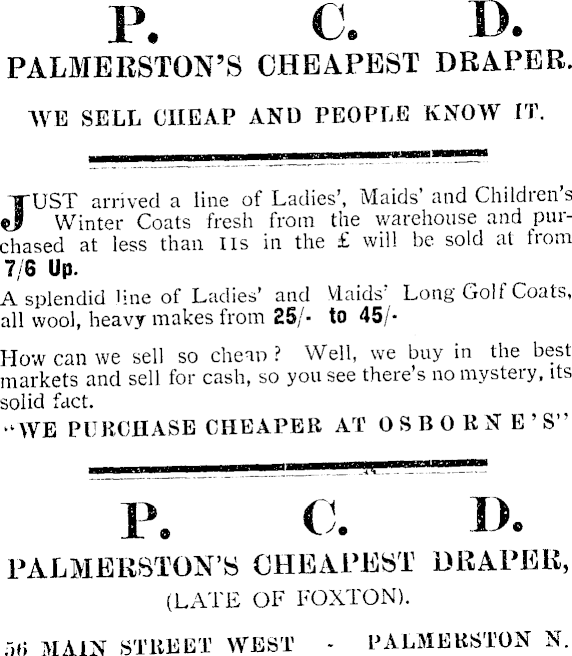 P. C. D.
PALMERSTON'S CHEAPEST DRAPER.
WE SELL CHEAP AND PEOPLE KNOW IT.
JUST arrived a line of Ladies', Maids' and Children's
Winter Coats fresh from the warehouse and pur-
chased at less than 11s in the £ will be sold at from
7/6 Up.
A splendid line of Ladies' and Maids' Long Golf Coats,
all wool, heavy makes from 25/- to 45/-
How can we sell so cheap? Well, we buy in the best
markets and sell for cash, so you see there's no mystery, its
solid fact.
"WE PURCHASE CHEAPER AT OSBORNE'S"
P. C. D.
PALMERSTON'S CHEAPEST DRAPER,
(LATE OF FOXTON).
56 MAIN STREET WEST - PALMERSTON N.